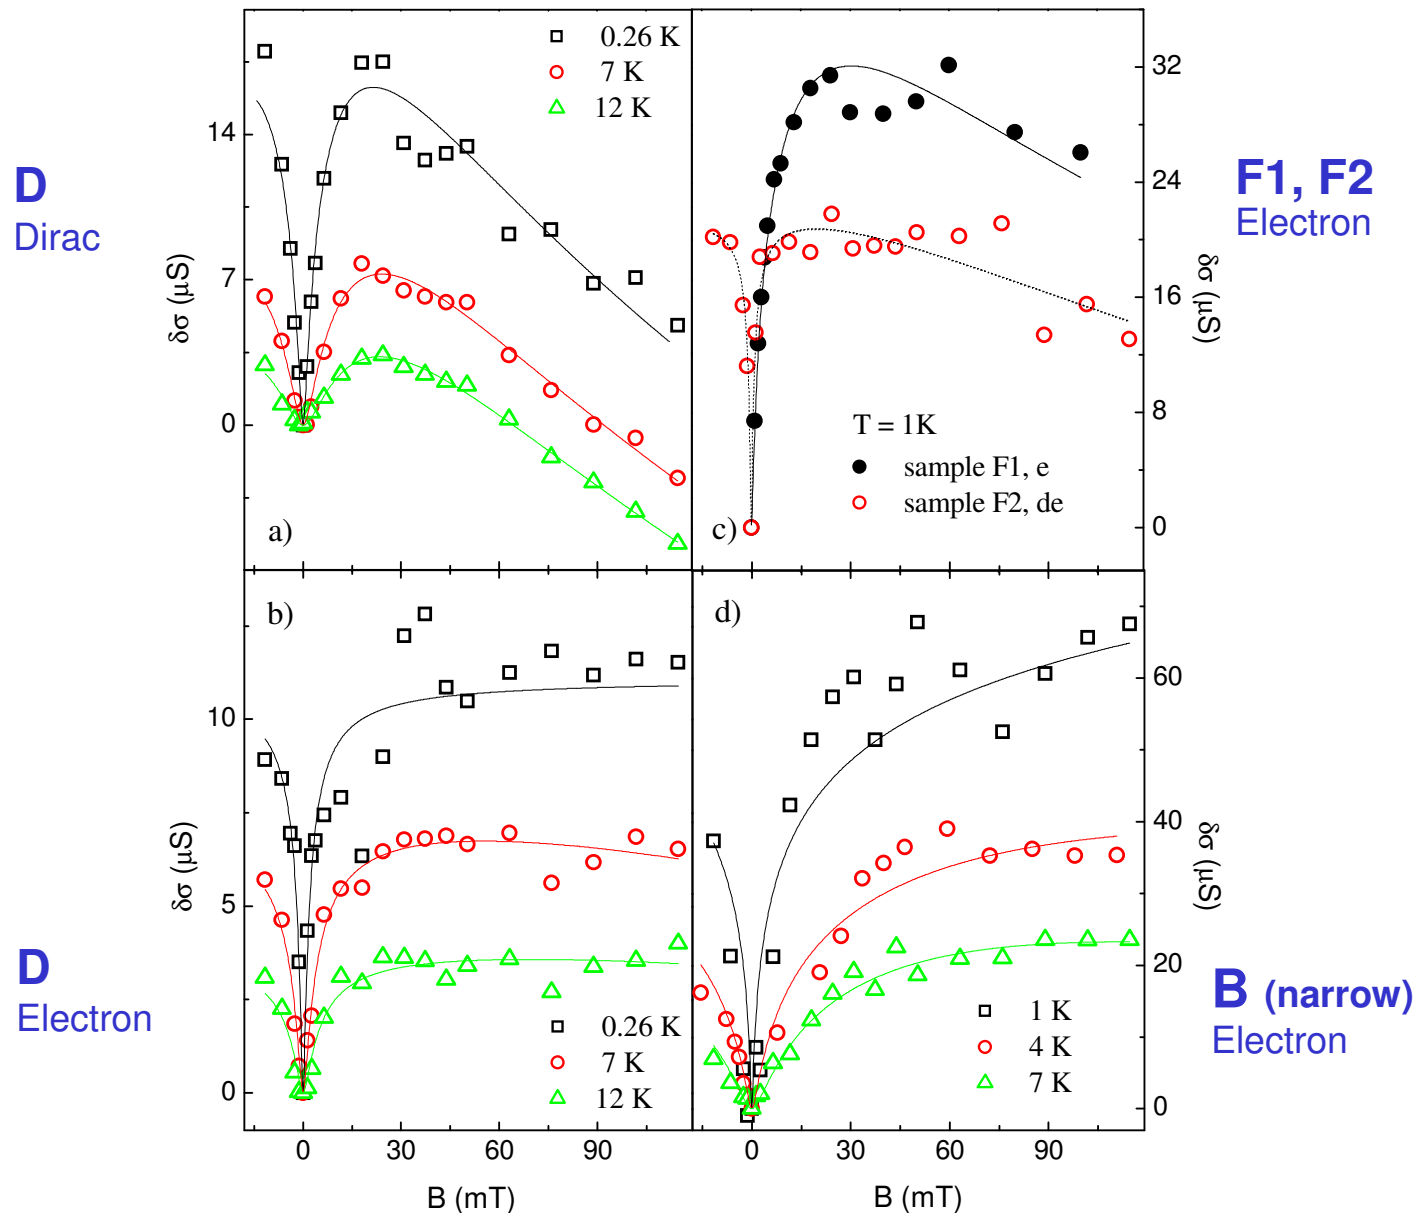 D
Dirac
δσ (μS)
14
7
0
0.26 K
7 K
12 K
a)
32
24
16
8
0
δσ (μS)
T = 1K
sample F1, e
sample F2, de
c)
F1, F2
Electron
D
Electron
δσ (μS)
10
5
0
b)
0.26 K
7 K
12 K
0
30
60
90
B (mT)
d)
60
40
20
0
δσ (μS)
1 K
4 K
7 K
0
30
60
90
B (mT)
B (narrow)
Electron